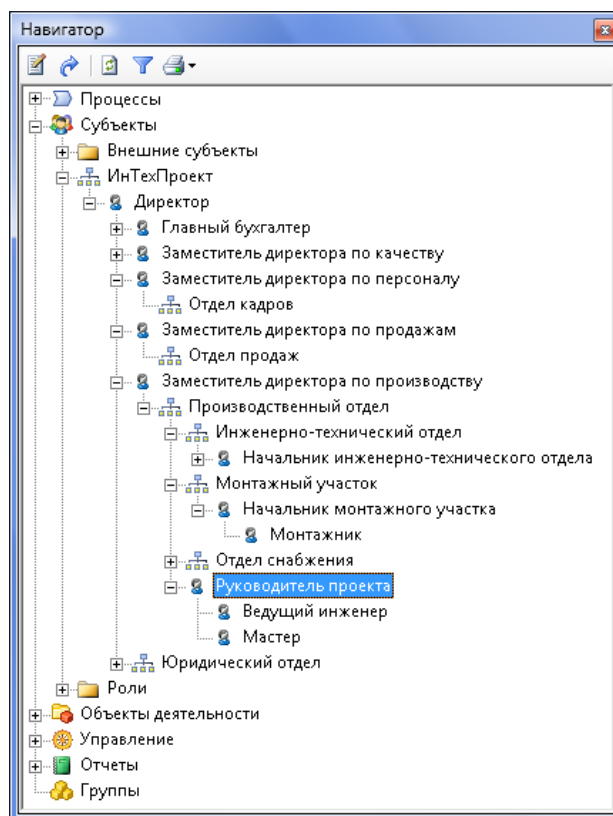 Навигатор
Процессы
Субъекты
Внешние субъекты
ИнТехПроект
Директор
Главный бухгалтер
Заместитель директора по качеству
Заместитель директора по персоналу
Отдел кадров
Заместитель директора по продажам
Отдел продаж
Заместитель директора по производству
Производственный отдел
Инженерно-технический отдел
Начальник инженерно-технического отдела
Монтажный участок
Начальник монтажного участка
Монтажник
Отдел снабжения
Руководитель проекта
Ведущий инженер
Мастер
Юридический отдел
Роли
Объекты деятельности
Управление
Отчеты
Группы